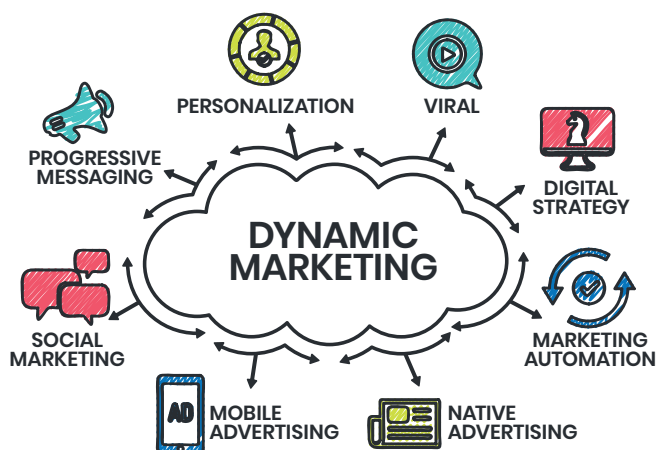 PERSONALIZATION
VIRAL
PROGRESSIVE
MESSAGING
DIGITAL
STRATEGY
DYNAMIC
MARKETING
SOCIAL
MARKETING
MARKETING
AUTOMATION
AD
MOBILE
ADVERTISING
NATIVE
ADVERTISING